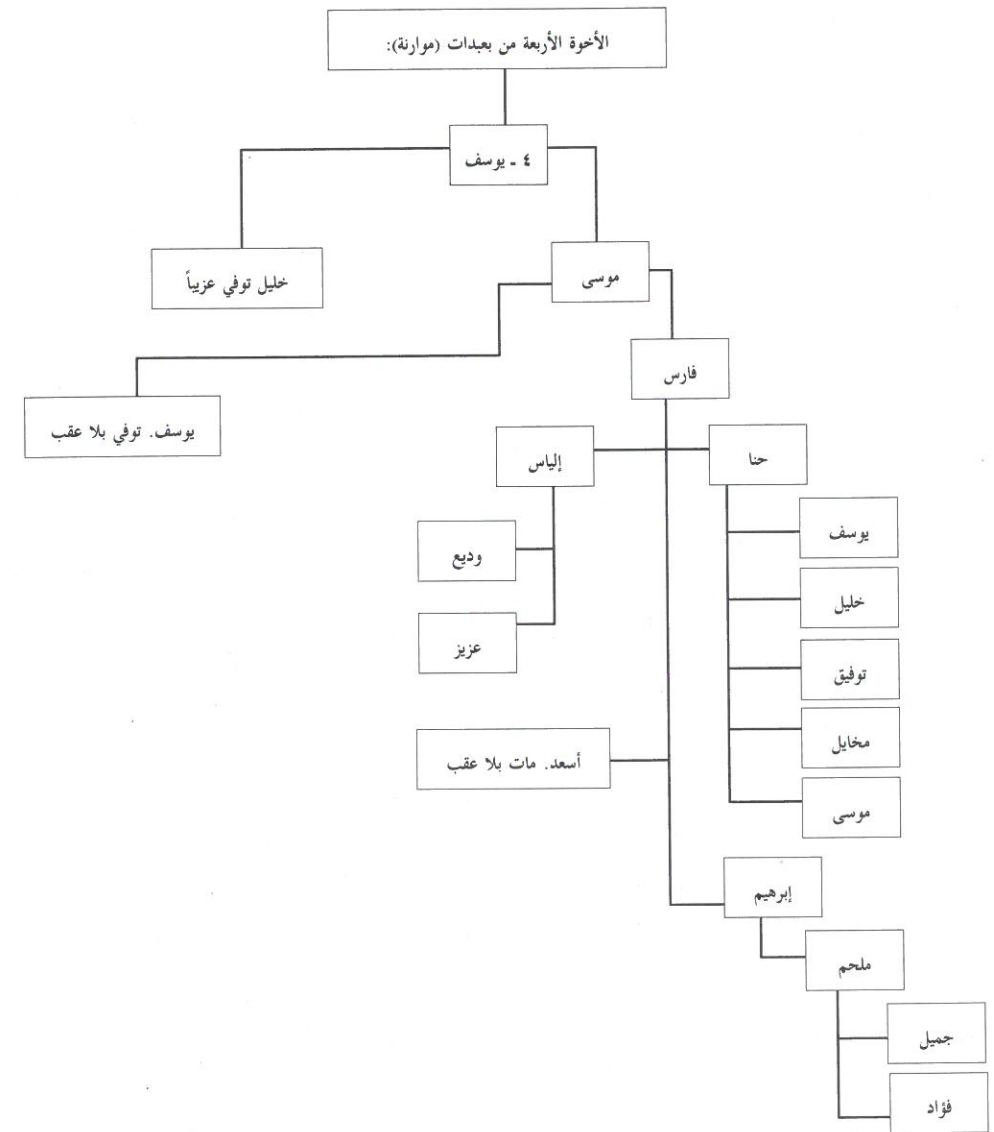 الأخوة الأربعة من بعبدات (موارنة):
٤ - يوسف
خليل توفي عزيباً
موسى
فارس
يوسف. توفي بلا عقب
حنا
إلياس
يوسف
وديع
خليل
عزيز
توفيق
مخايل
أسعد. مات بلا عقب
موسى
إبرهيم
ملحم
جميل
فؤاد